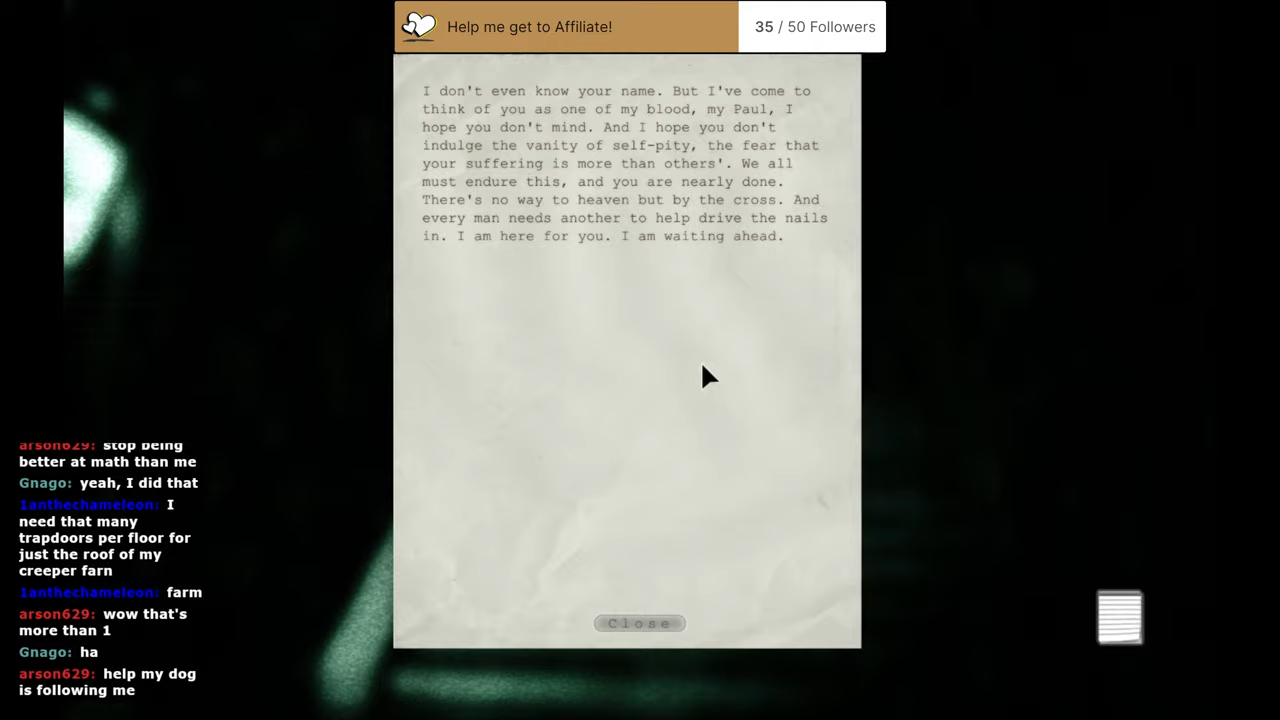 Help me get to Affiliate!
35 / 50 Followers
I don't even know your name. But I've come to
think of you as one of my blood, my Paul, I
hope you don't mind. And I hope you don't
indulge the vanity of self-pity, the fear that
your suffering is more than others'. We all
must endure this, and you are nearly done.
There's no way to heaven but by the cross. And
every man needs another to help drive the nails
in. I am here for you. I am waiting ahead.
Close
arson629: stop being
better at math than me
Gnago: yeah, I did that
1anthechameleon: I
need that many
trapdoors per floor for
just the roof of my
creeper farn
1anthechameleon: farm
arson629: wow that's
more than 1
Gnago: ha
arson629: help my dog
is following me